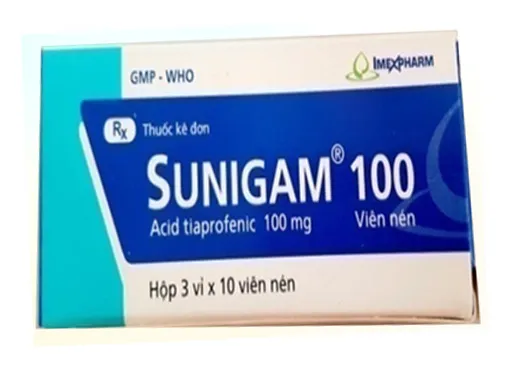 IMEXPHARM
GMP - WHO
Rx Thuốc kê đơn
SUNIGAM® 100
Acid tiaprofenic 100 mg Viên nén
Hộp 3 vỉ x 10 viên nén